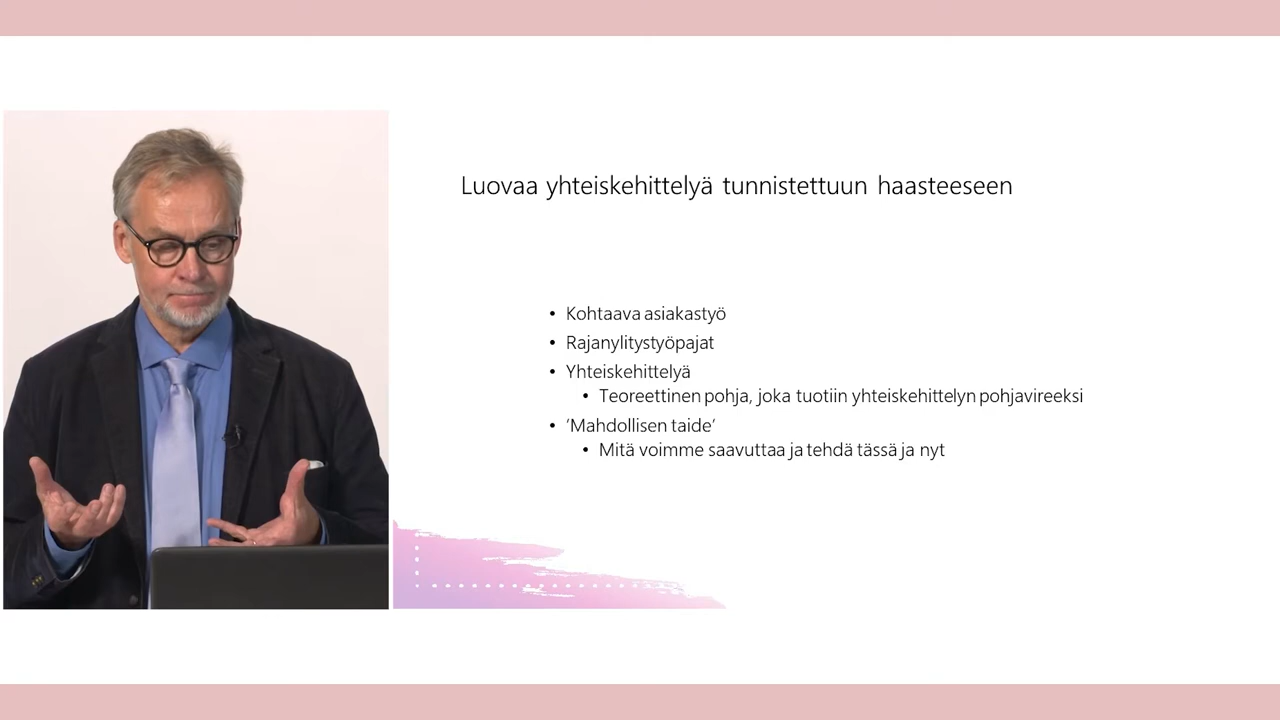 Luovaa yhteiskehittelyä tunnistettuun haasteeseen
• Kohtaava asiakastyö
• Rajanylitystyöpajat
• Yhteiskehittelyä
• Teoreettinen pohja, joka tuotiin yhteiskehittelyn pohjavireeksi
• ’Mahdollisen taide’
• Mitä voimme saavuttaa ja tehdä tässä ja nyt